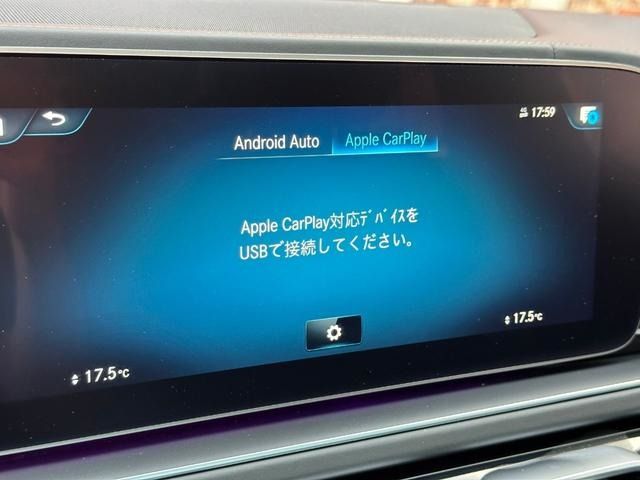 4G 17:59
Android Auto Apple CarPlay
Apple CarPlay対応ﾃﾞﾊﾞｲｽを
USBで接続してください。
17.5℃
17.5℃